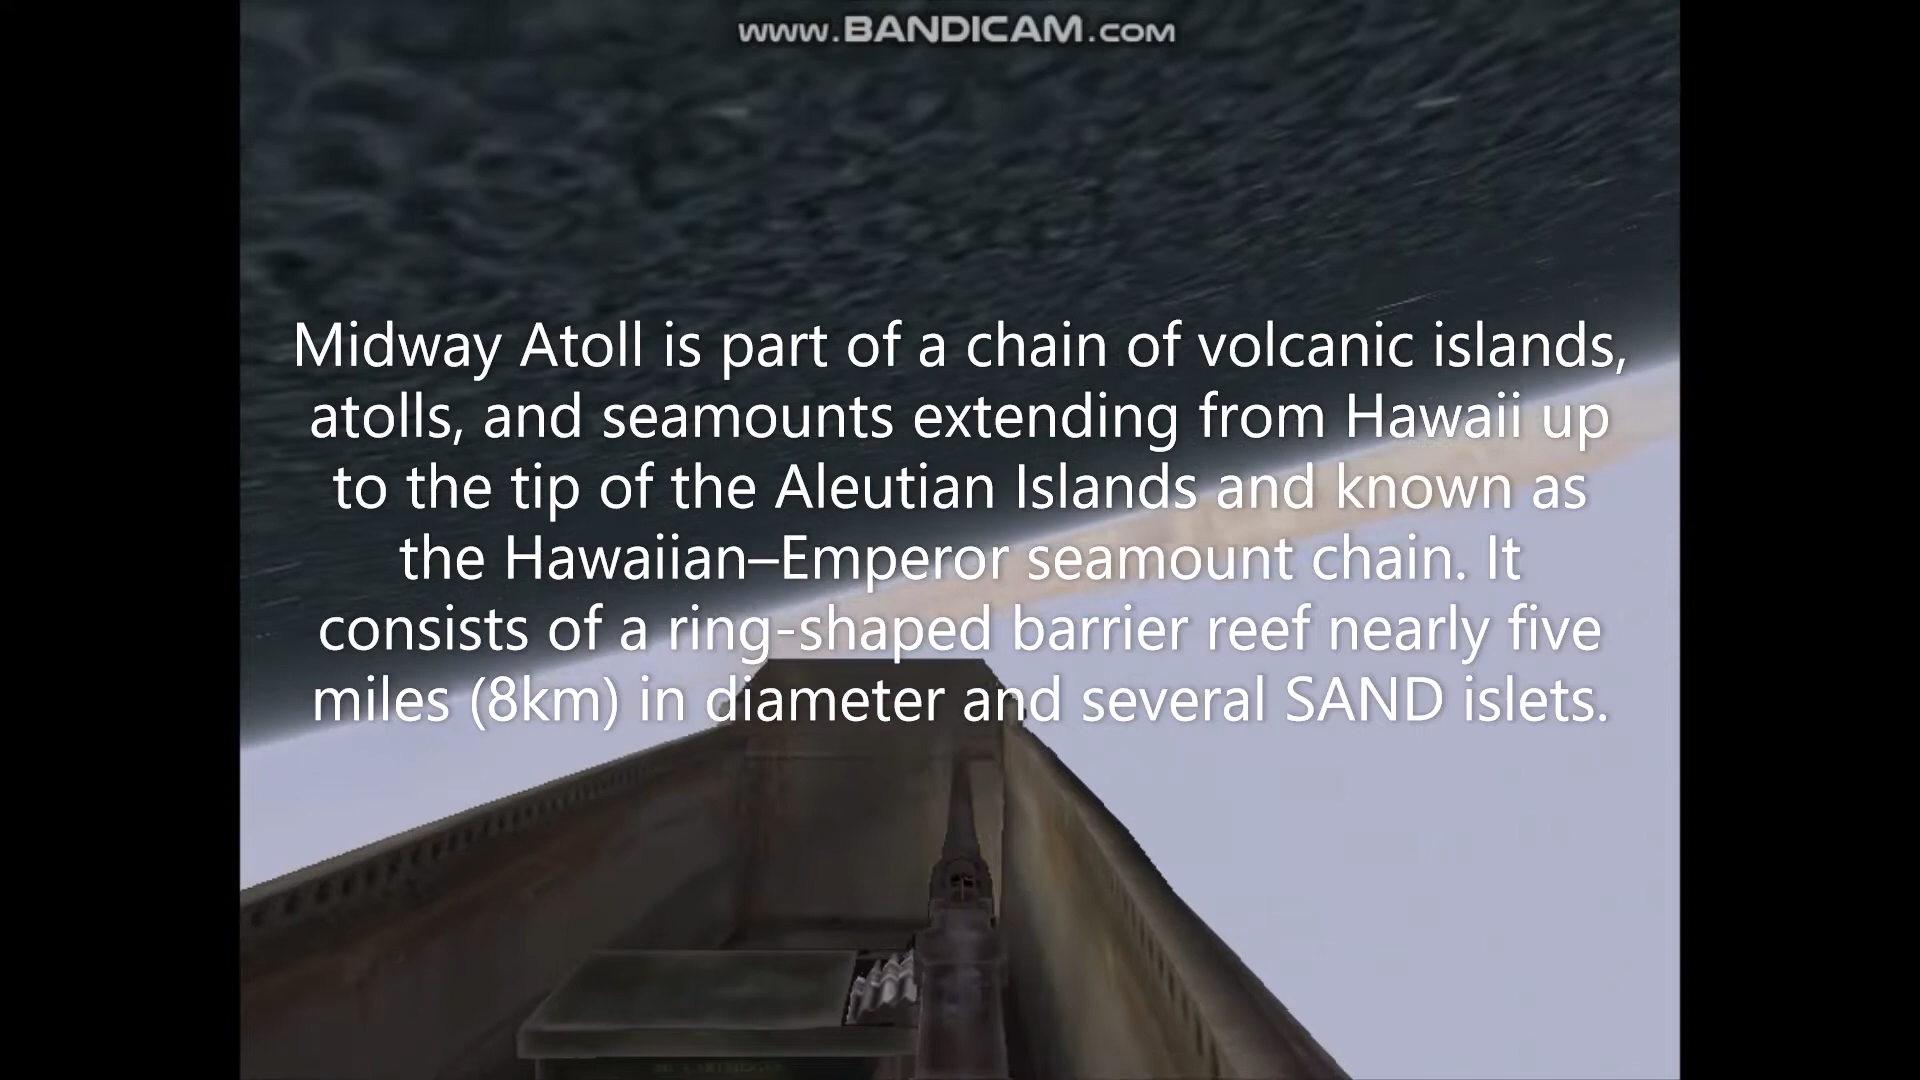 www.BANDICAM.com
Midway Atoll is part of a chain of volcanic islands,
atolls, and seamounts extending from Hawaii up
to the tip of the Aleutian Islands and known as
the Hawaiian–Emperor seamount chain. It
consists of a ring-shaped barrier reef nearly five
miles (8km) in diameter and several SAND islets.